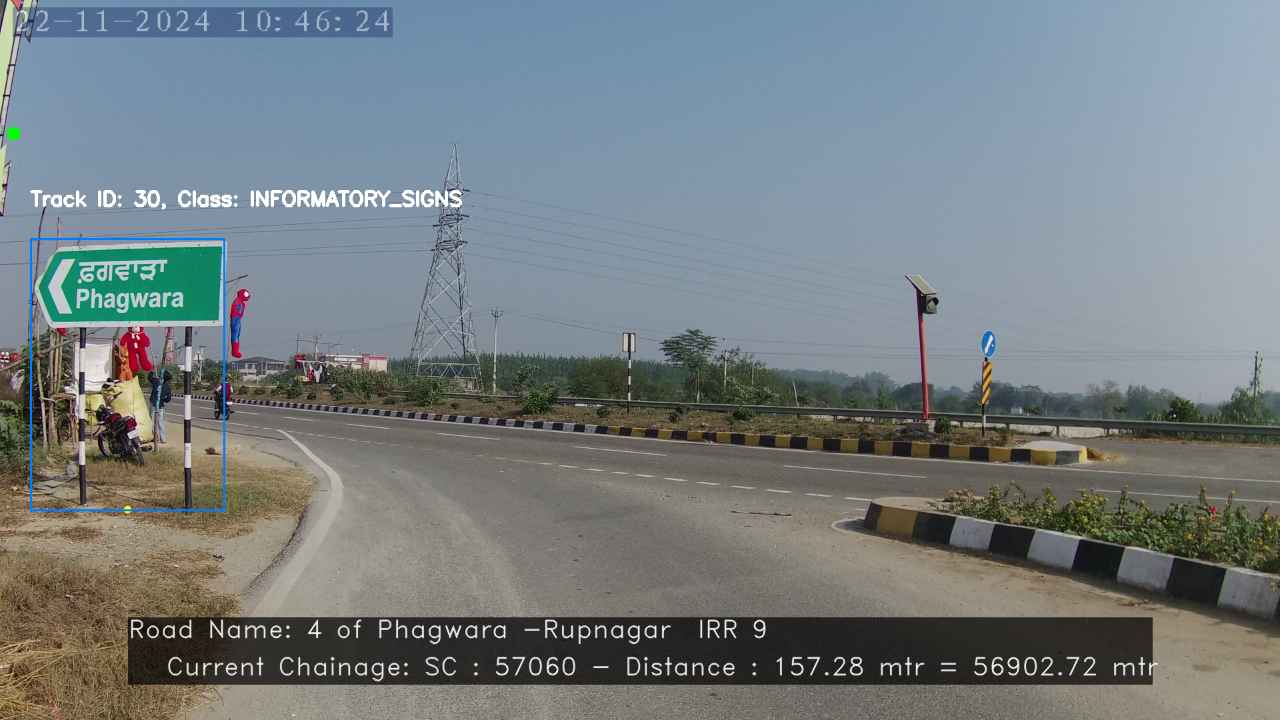 22-11-2024 10:46:24
Track ID: 30, Class: INFORMATORY_SIGNS
ਫ਼ਗਵਾੜਾ
Phagwara
Road Name: 4 of Phagwara -Rupnagar IRR 9
Current Chainage: SC : 57060 - Distance : 157.28 mtr = 56902.72 mtr